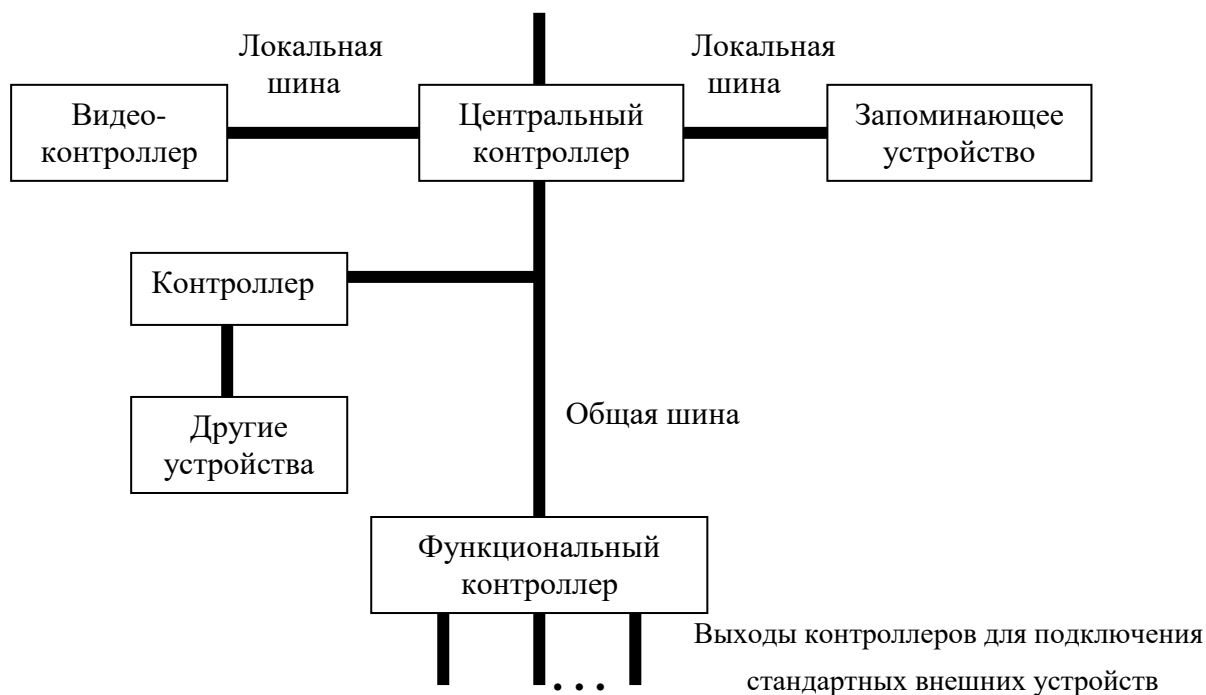 Локальная
шина
Локальная
шина
Видео-
контроллер
Центральный
контроллер
Запоминающее
устройство
Контроллер
Другие
устройства
Общая шина
Функциональный
контроллер
Выходы контроллеров для подключения
...
стандартных внешних устройств